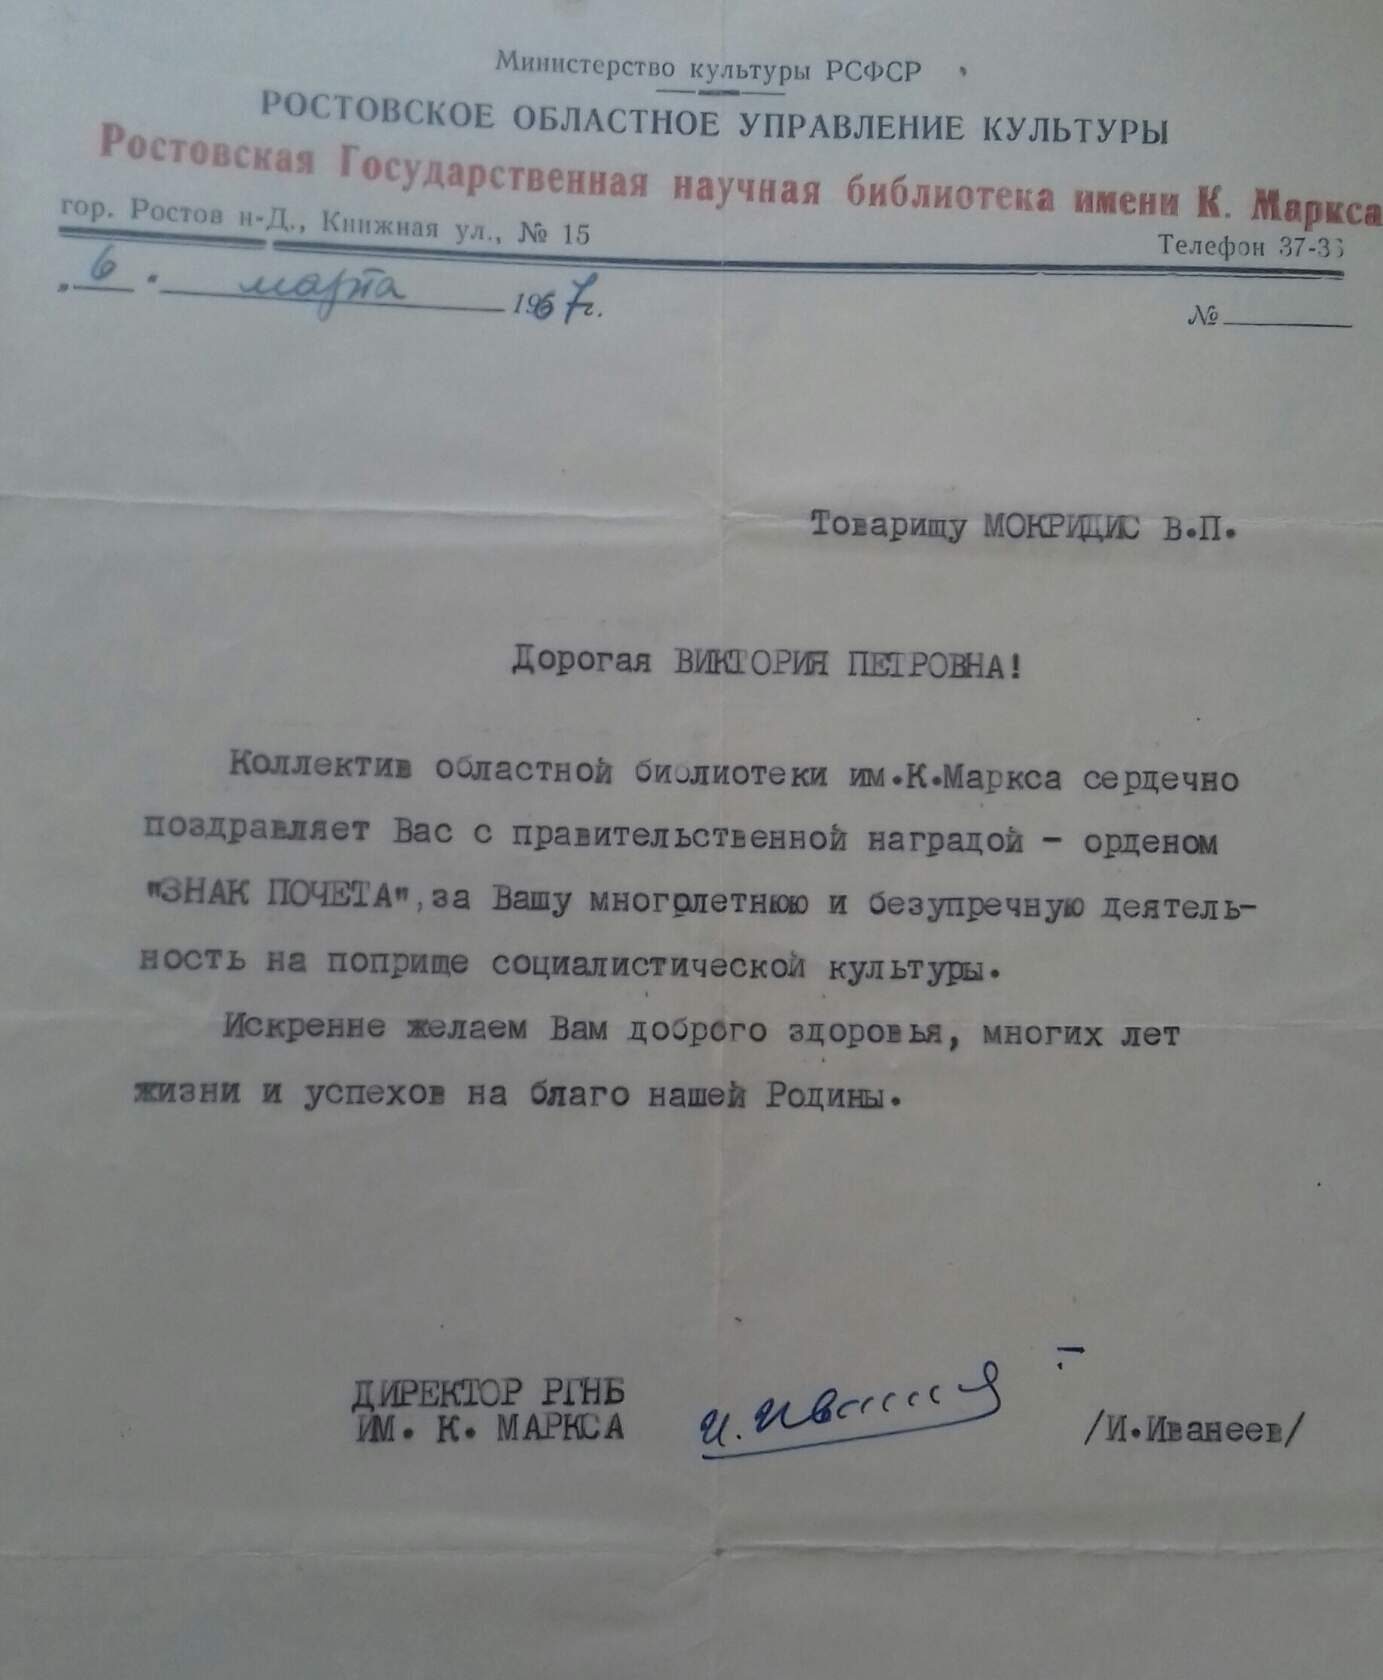 Министерство культуры РСФСР
РОСТОВСКОЕ ОБЛАСТНОЕ УПРАВЛЕНИЕ КУЛЬТУРЫ
Ростовская Государственная научная библиотека имени К. Маркса
гор. Ростов н-Д., Книжная ул., № 15
Телефон 37-36
„6" марта 1967г.
№
Товарищу МОКРИДИС В.П.
Дорогая ВИКТОРИЯ ПЕТРОВНА!
Коллектив областной библиотеки им.К.Маркса сердечно
поздравляет Вас с правительственной наградой - орденом
"ЗНАК ПОЧЕТА", за Вашу многолетнюю и безупречную деятель-
ность на поприще социалистической культуры.
Искренне желаем Вам доброго здоровья, многих лет
жизни и успехов на благо нашей Родины.
ДИРЕКТОР РГНБ
ИМ. К. МАРКСА
И. Иванеев
/И.Иванеев/